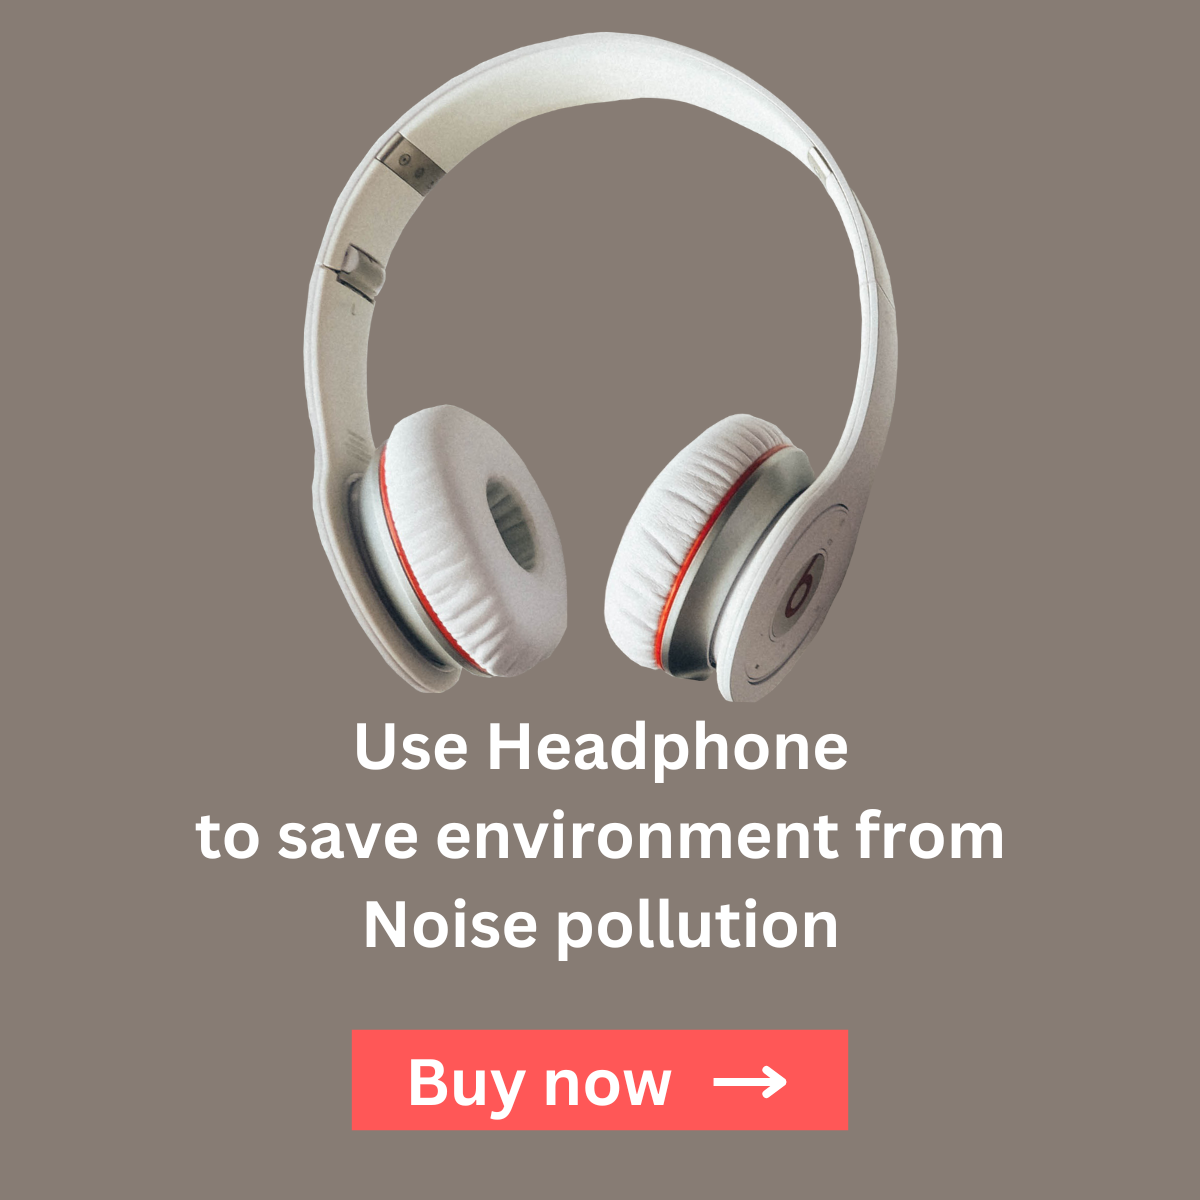 Use Headphone
to save environment from
Noise pollution
Buy now →